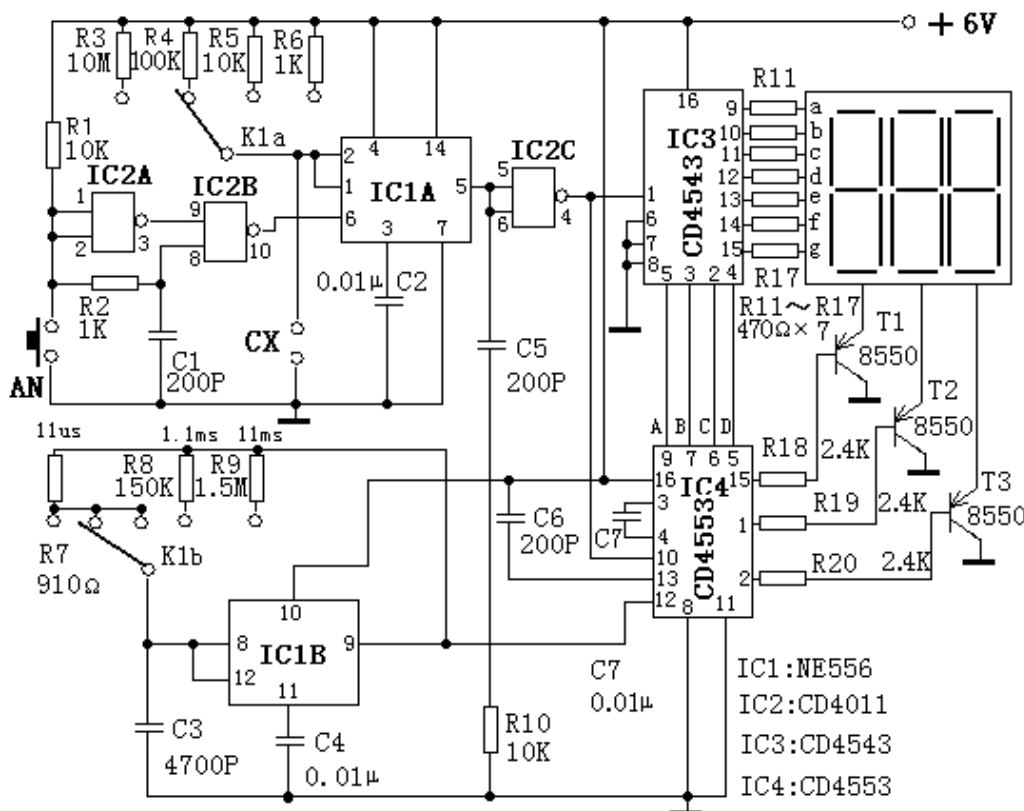 + 6V
R3
10M
R4
100K
R5
10K
R6
1K
R11
16
9
a
10
b
11
c
12
d
13
e
14
f
15
g
IC3
CD4543
1
6
7
8
5
3
2
4
R1
10K
K1a
IC2A
1
2
3
IC2B
9
8
10
2
1
6
4
14
IC1A
5
3
7
IC2C
5
6
4
R2
1K
C1
200P
AN
CX
0.01μ
C2
C5
200P
R17
R11～R17
470Ω×7
T1
8550
T2
8550
T3
8550
11us
1.1ms
11ms
R8
150K
R9
1.5M
R7
910Ω
K1b
C6
200P
A
B
C
D
9
7
6
5
16
IC4
15
3
4
C7
10
13
12
CD4553
1
2
8
11
R18
2.4K
R19
2.4K
R20
2.4K
10
8
12
IC1B
9
11
C3
4700P
C4
0.01μ
R10
10K
C7
0.01μ
IC1:NE556
IC2:CD4011
IC3:CD4543
IC4:CD4553